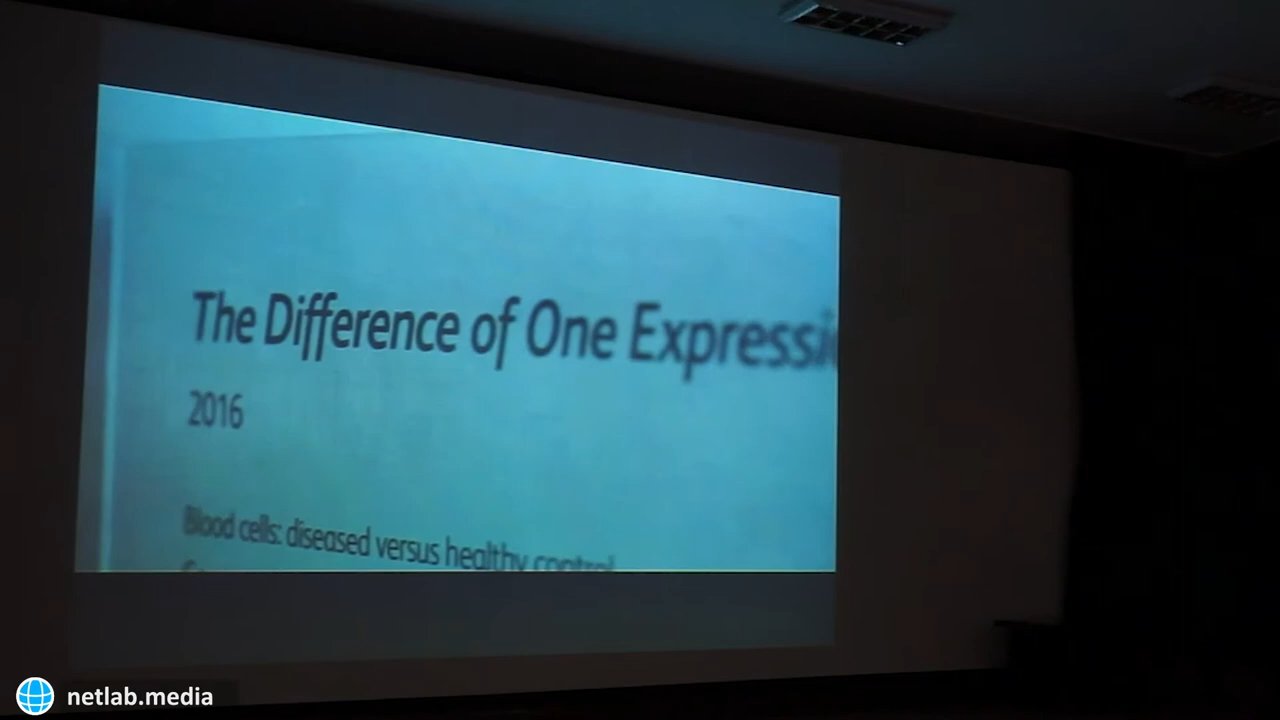 The Difference of One Expressi
2016
Blood cells: diseased versus healthy control
netlab.media